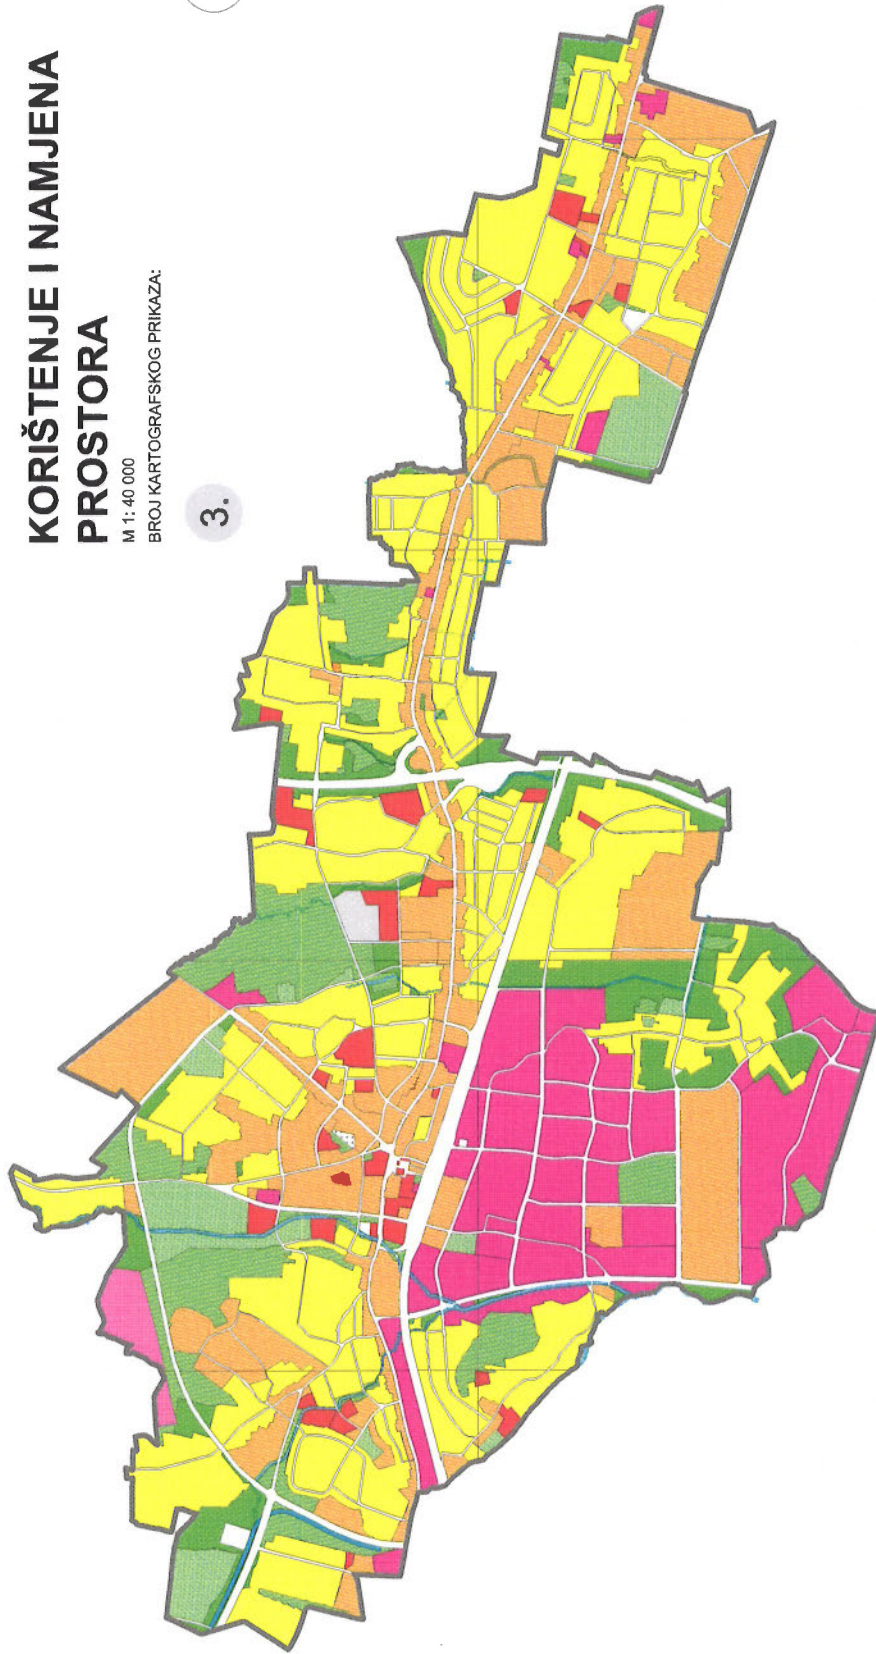 KORIŠTENJE I NAMJENA
PROSTORA
M 1: 40 000
BROJ KARTOGRAFSKOG PRIKAZA:
3.